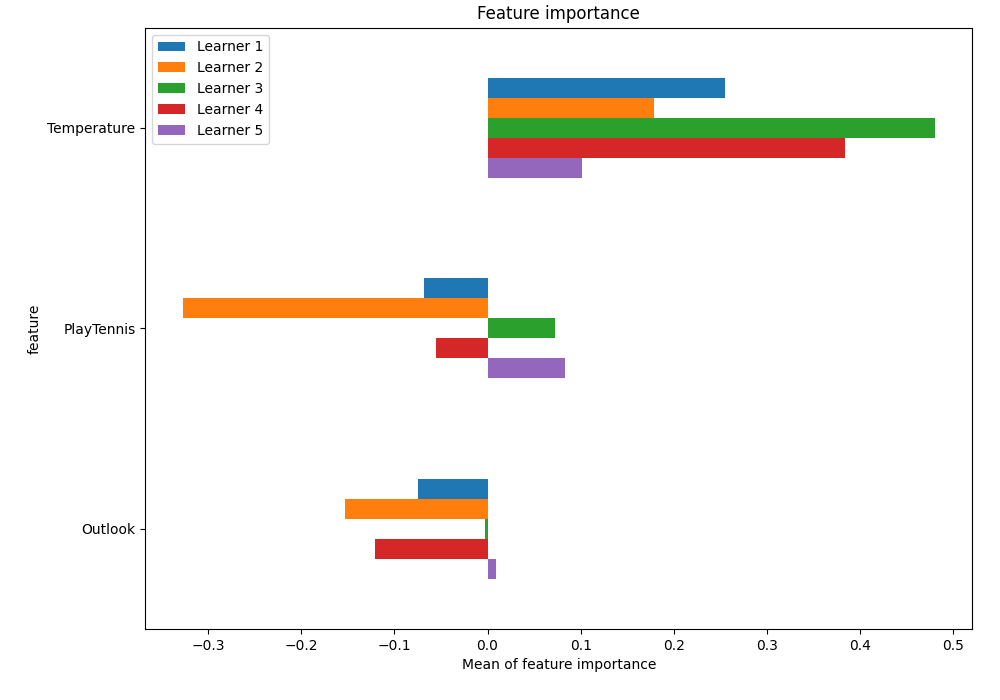 Feature importance
Learner 1
Learner 2
Learner 3
Learner 4
Learner 5
Temperature
PlayTennis
Outlook
feature
−0.3 −0.2 −0.1 0.0 0.1 0.2 0.3 0.4 0.5
Mean of feature importance